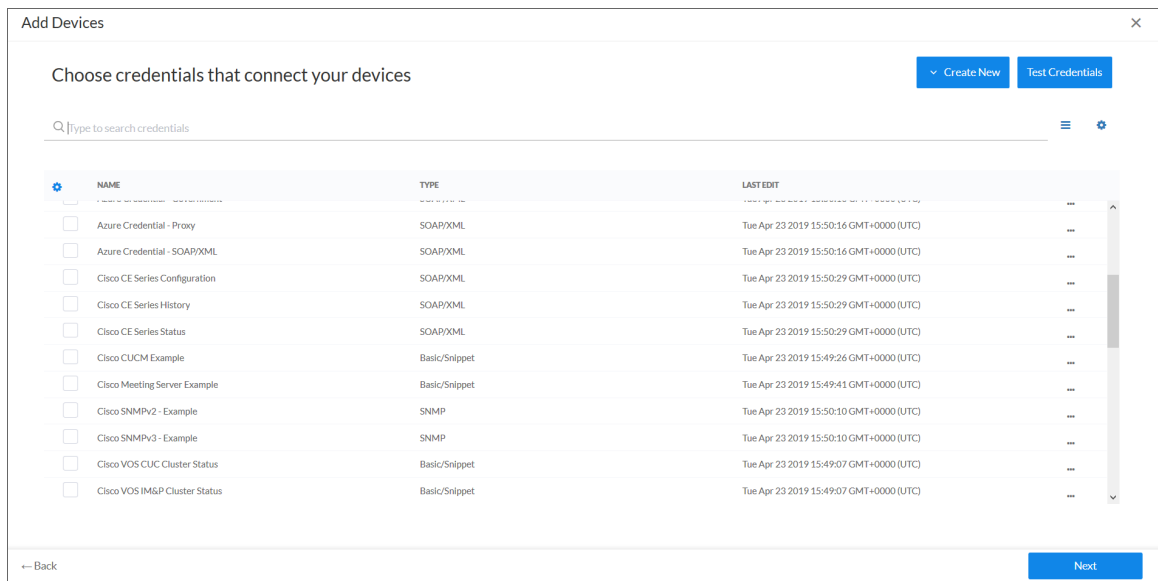 Add Devices
Choose credentials that connect your devices
Create New
Test Credentials
Type to search credentials
NAME TYPE LAST EDIT
Azure Credential - Proxy SOAP/XML Tue Apr 23 2019 15:50:16 GMT+0000 (UTC)
Azure Credential - SOAP/XML SOAP/XML Tue Apr 23 2019 15:50:16 GMT+0000 (UTC)
Cisco CE Series Configuration SOAP/XML Tue Apr 23 2019 15:50:29 GMT+0000 (UTC)
Cisco CE Series History SOAP/XML Tue Apr 23 2019 15:50:29 GMT+0000 (UTC)
Cisco CE Series Status SOAP/XML Tue Apr 23 2019 15:50:29 GMT+0000 (UTC)
Cisco CUCM Example Basic/Snippet Tue Apr 23 2019 15:49:26 GMT+0000 (UTC)
Cisco Meeting Server Example Basic/Snippet Tue Apr 23 2019 15:49:41 GMT+0000 (UTC)
Cisco SNMPv2 - Example SNMP Tue Apr 23 2019 15:50:10 GMT+0000 (UTC)
Cisco SNMPv3 - Example SNMP Tue Apr 23 2019 15:50:10 GMT+0000 (UTC)
Cisco VOS CUC Cluster Status Basic/Snippet Tue Apr 23 2019 15:49:07 GMT+0000 (UTC)
Cisco VOS IM&P Cluster Status Basic/Snippet Tue Apr 23 2019 15:49:07 GMT+0000 (UTC)
←Back
Next